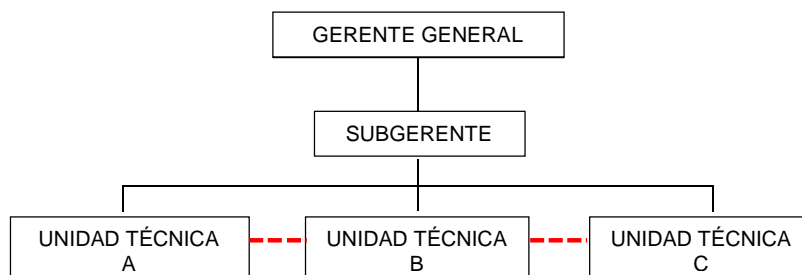 GERENTE GENERAL
SUBGERENTE
UNIDAD TÉCNICA
A
UNIDAD TÉCNICA
B
UNIDAD TÉCNICA
C